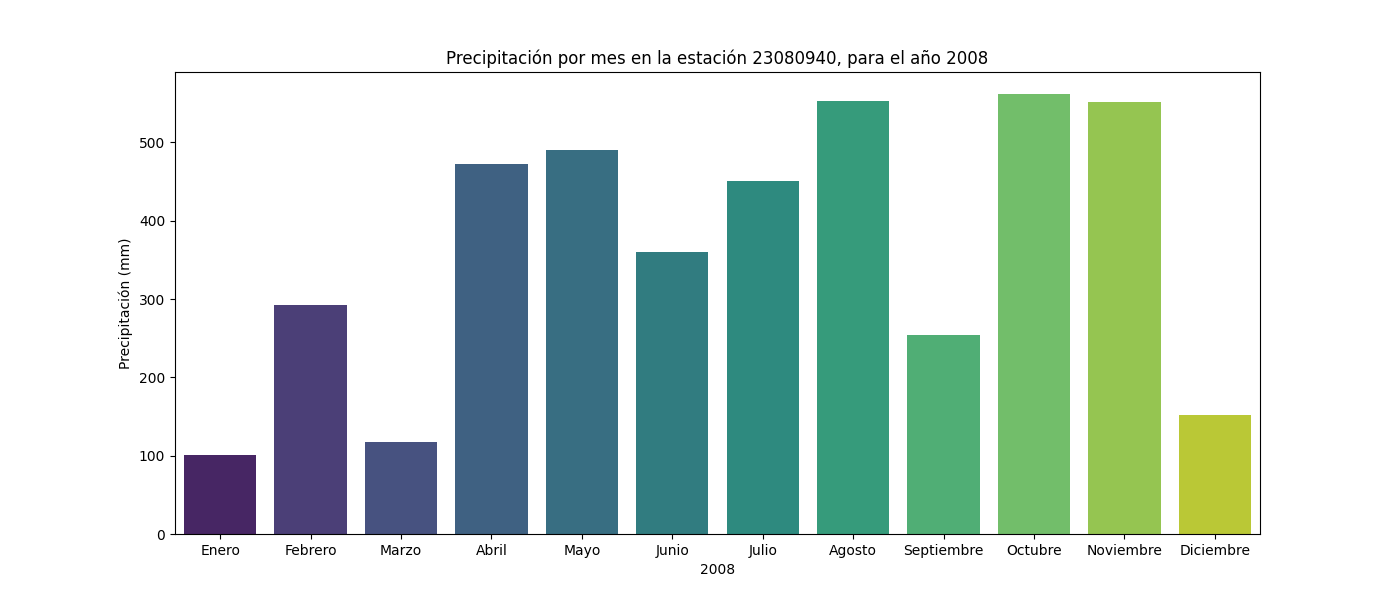 Precipitación por mes en la estación 23080940, para el año 2008
Precipitación (mm)
500
400
300
200
100
0
Enero Febrero Marzo Abril Mayo Junio Julio Agosto Septiembre Octubre Noviembre Diciembre
2008